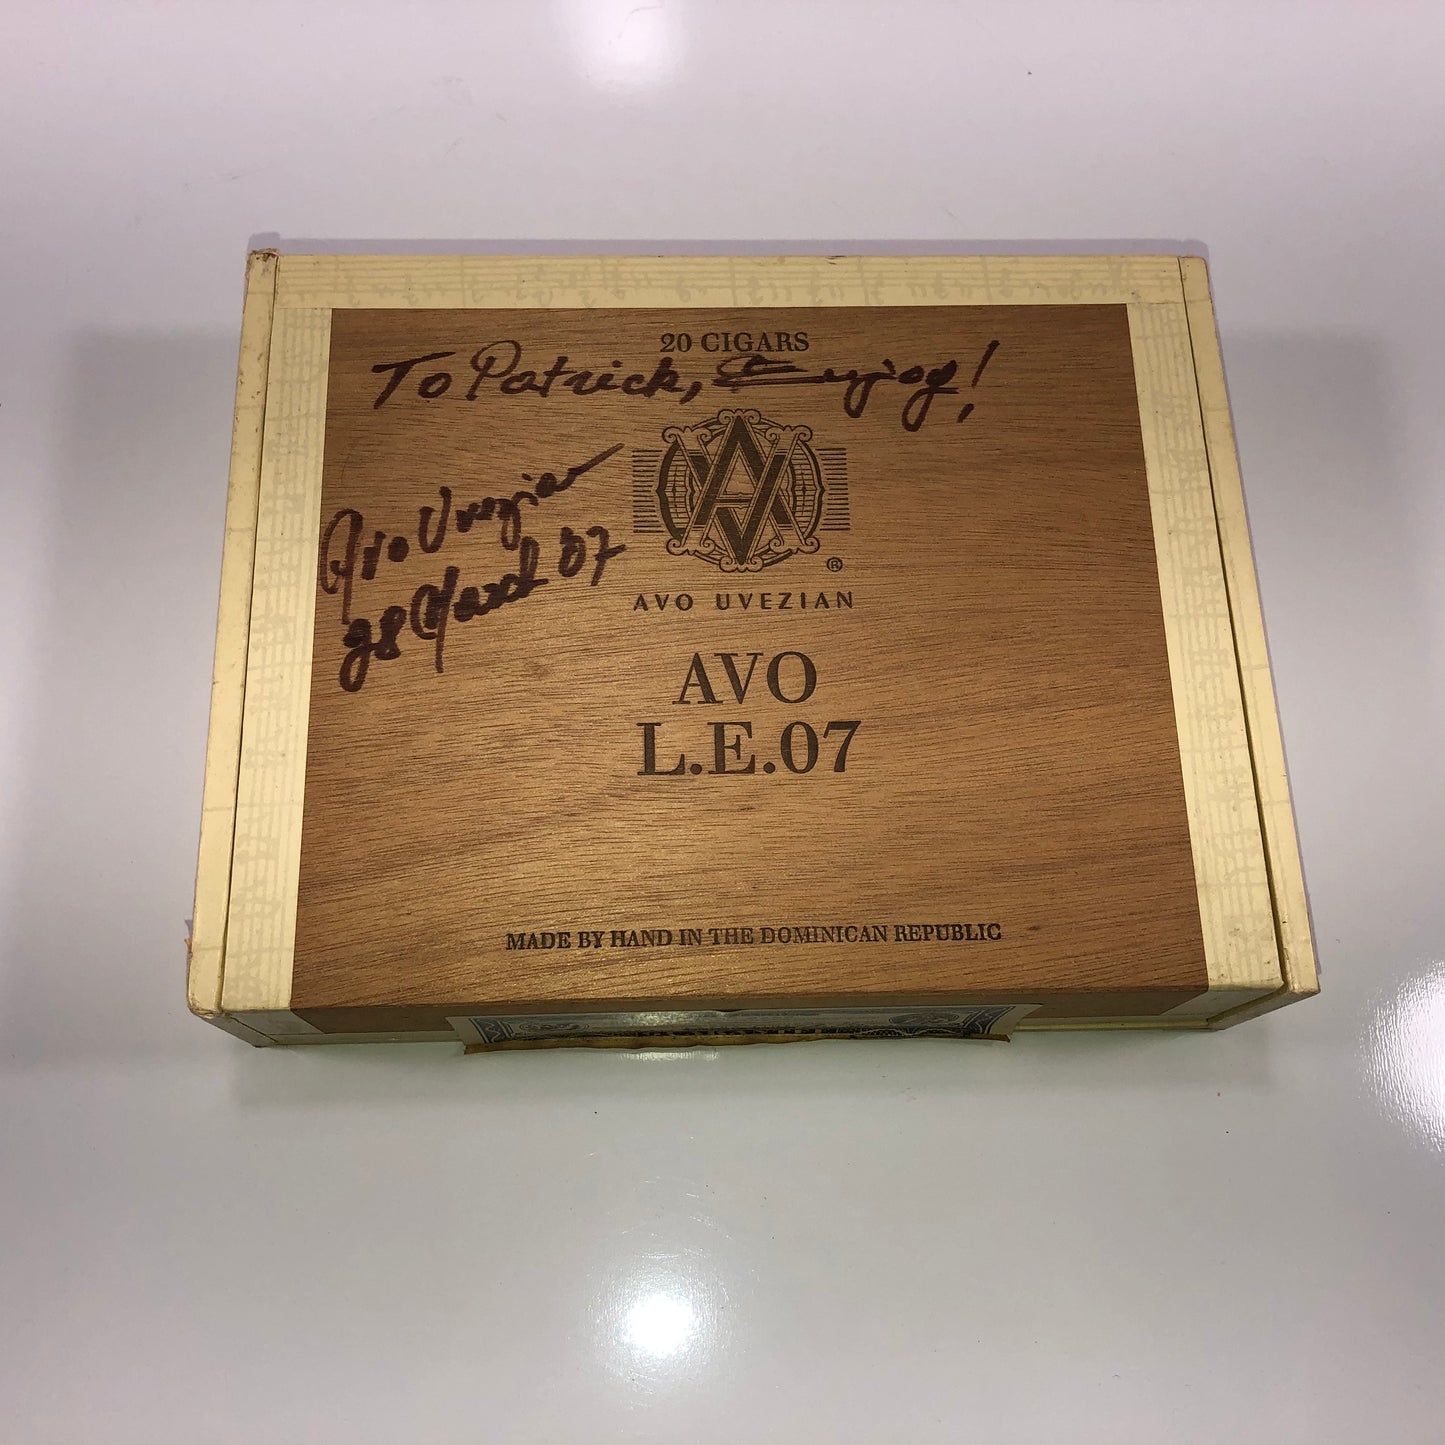 20 CIGARS
To Patrick, Enjoy!
Avo Uvezian
28 March 07
AVO UVEZIAN
AVO
L.E.07
MADE BY HAND IN THE DOMINICAN REPUBLIC